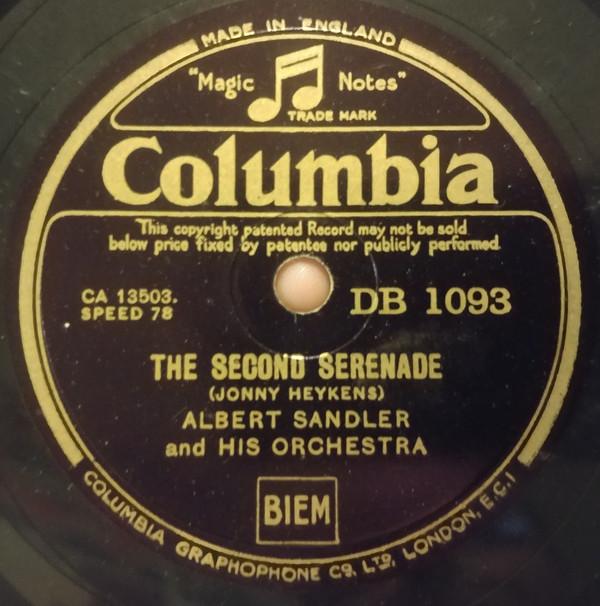 MADE IN ENGLAND
"Magic Notes"
TRADE MARK
Columbia
This copyright patented Record may not be sold
below price fixed by patentee nor publicly performed.
CA 13503.
SPEED 78
DB 1093
THE SECOND SERENADE
(JONNY HEYKENS)
ALBERT SANDLER
and HIS ORCHESTRA
BIEM
COLUMBIA GRAPHOPHONE CO. LTD. LONDON, E.C.1